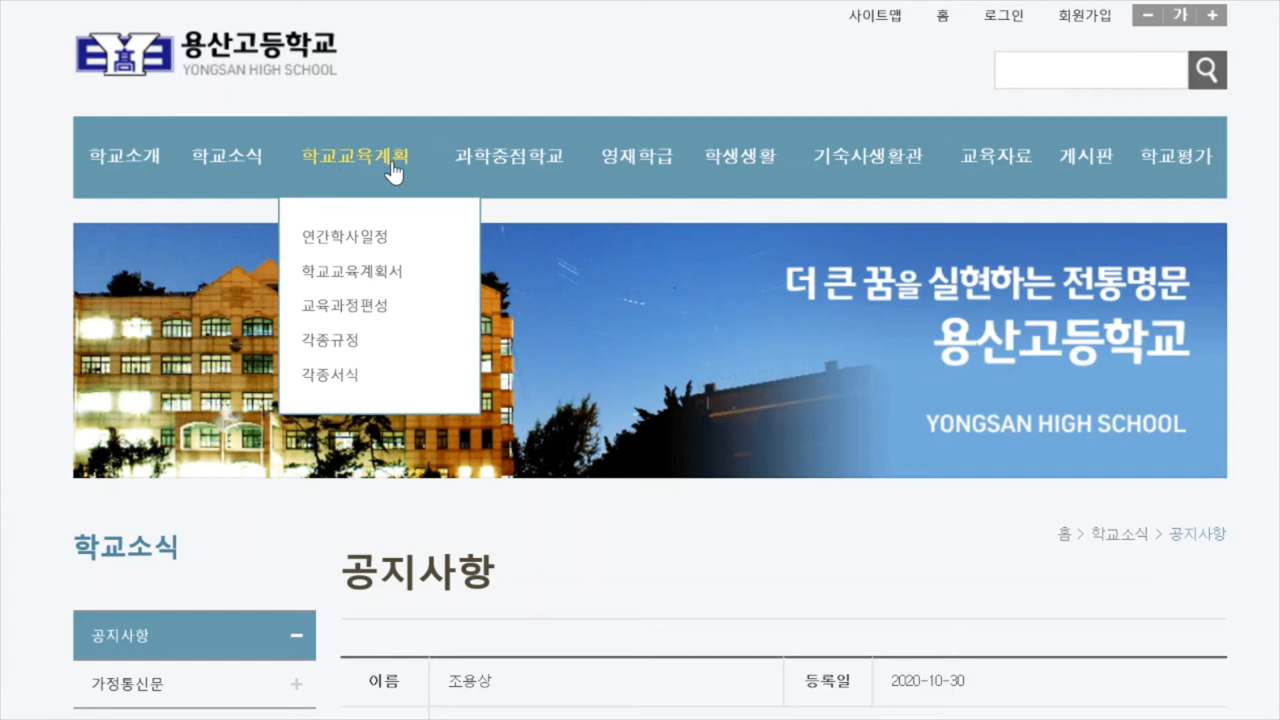 사이트맵 홈 로그인 회원가입 － 가 ＋
용산고등학교
YONGSAN HIGH SCHOOL
학교소개 학교소식 학교교육계획 과학중점학교 영재학급 학생생활 기숙사생활관 교육자료 게시판 학교평가
연간학사일정
학교교육계획서
교육과정편성
각종규정
각종서식
더 큰 꿈을 실현하는 전통명문
용산고등학교
YONGSAN HIGH SCHOOL
홈 > 학교소식 > 공지사항
학교소식
공지사항
공지사항
가정통신문
이름 조용상 등록일 2020-10-30